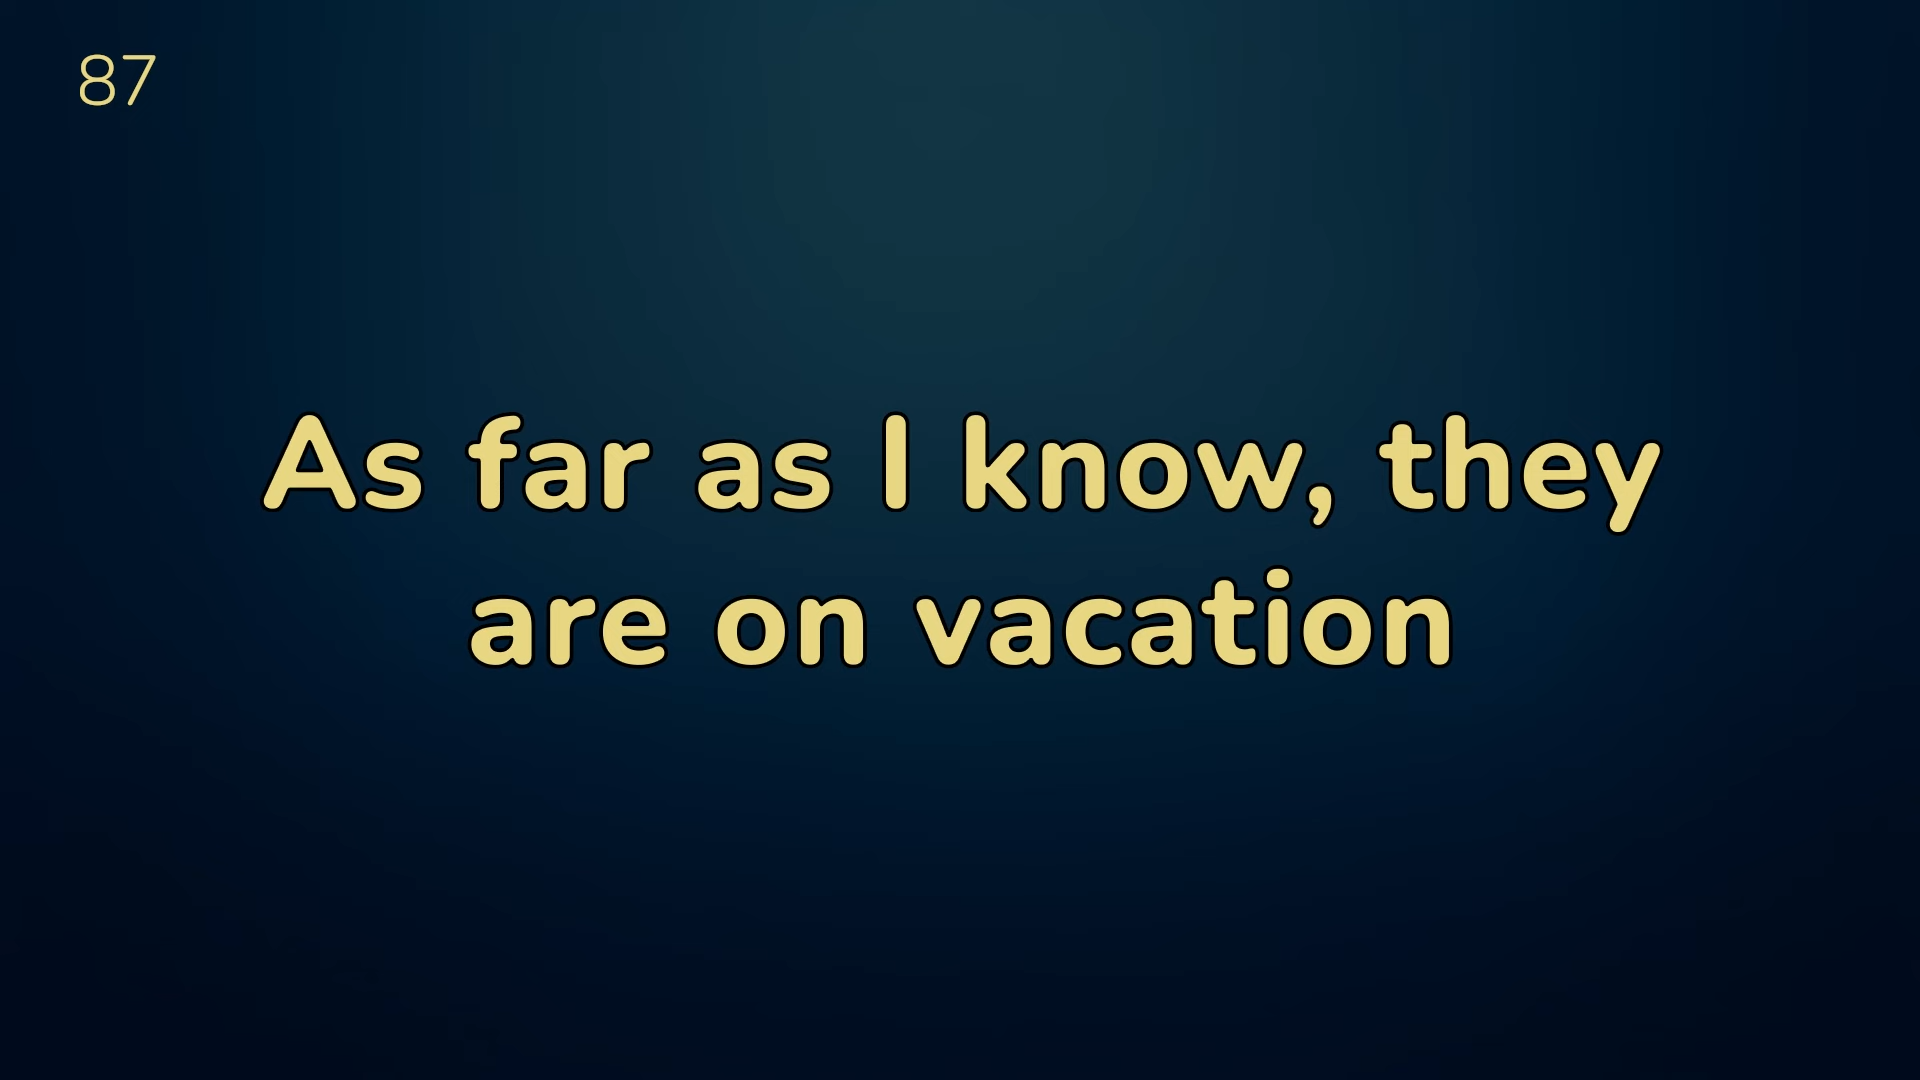 87
As far as I know, they
are on vacation